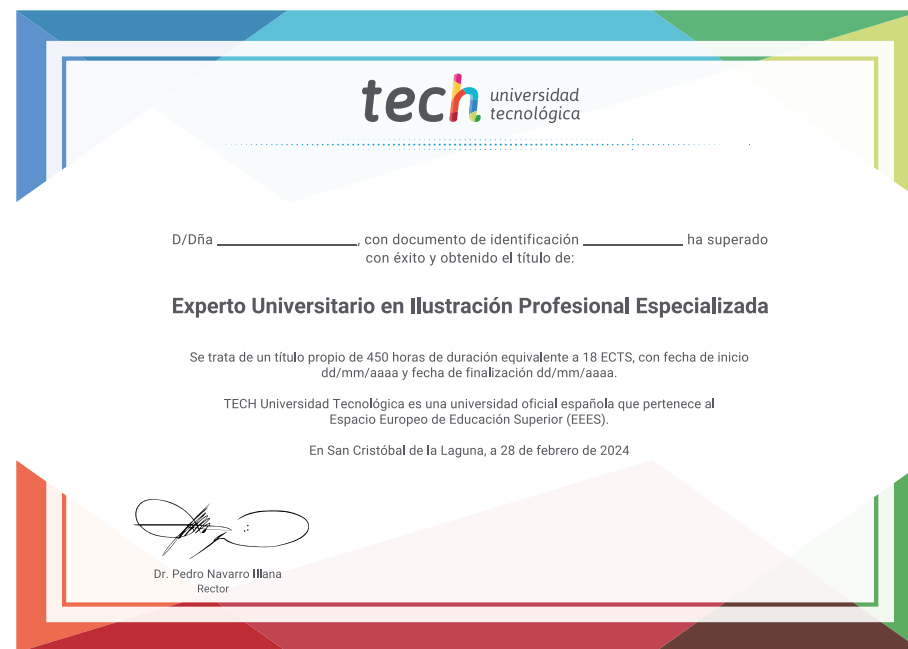 tech universidad
tecnológica
D/Dña ____________________, con documento de identificación ______________ ha superado
con éxito y obtenido el título de:
Experto Universitario en Ilustración Profesional Especializada
Se trata de un título propio de 450 horas de duración equivalente a 18 ECTS, con fecha de inicio
dd/mm/aaaa y fecha de finalización dd/mm/aaaa.
TECH Universidad Tecnológica es una universidad oficial española que pertenece al
Espacio Europeo de Educación Superior (EEES).
En San Cristóbal de la Laguna, a 28 de febrero de 2024
Dr. Pedro Navarro Illana
Rector